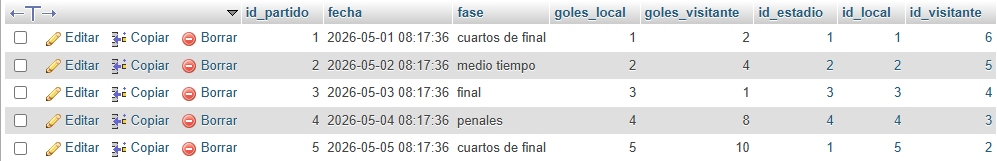 ←T→ id_partido fecha fase goles_local goles_visitante id_estadio id_local id_visitante
Editar Copiar Borrar 1 2026-05-01 08:17:36 cuartos de final 1 2 1 1 6
Editar Copiar Borrar 2 2026-05-02 08:17:36 medio tiempo 2 4 2 2 5
Editar Copiar Borrar 3 2026-05-03 08:17:36 final 3 1 3 3 4
Editar Copiar Borrar 4 2026-05-04 08:17:36 penales 4 8 4 4 3
Editar Copiar Borrar 5 2026-05-05 08:17:36 cuartos de final 5 10 1 5 2